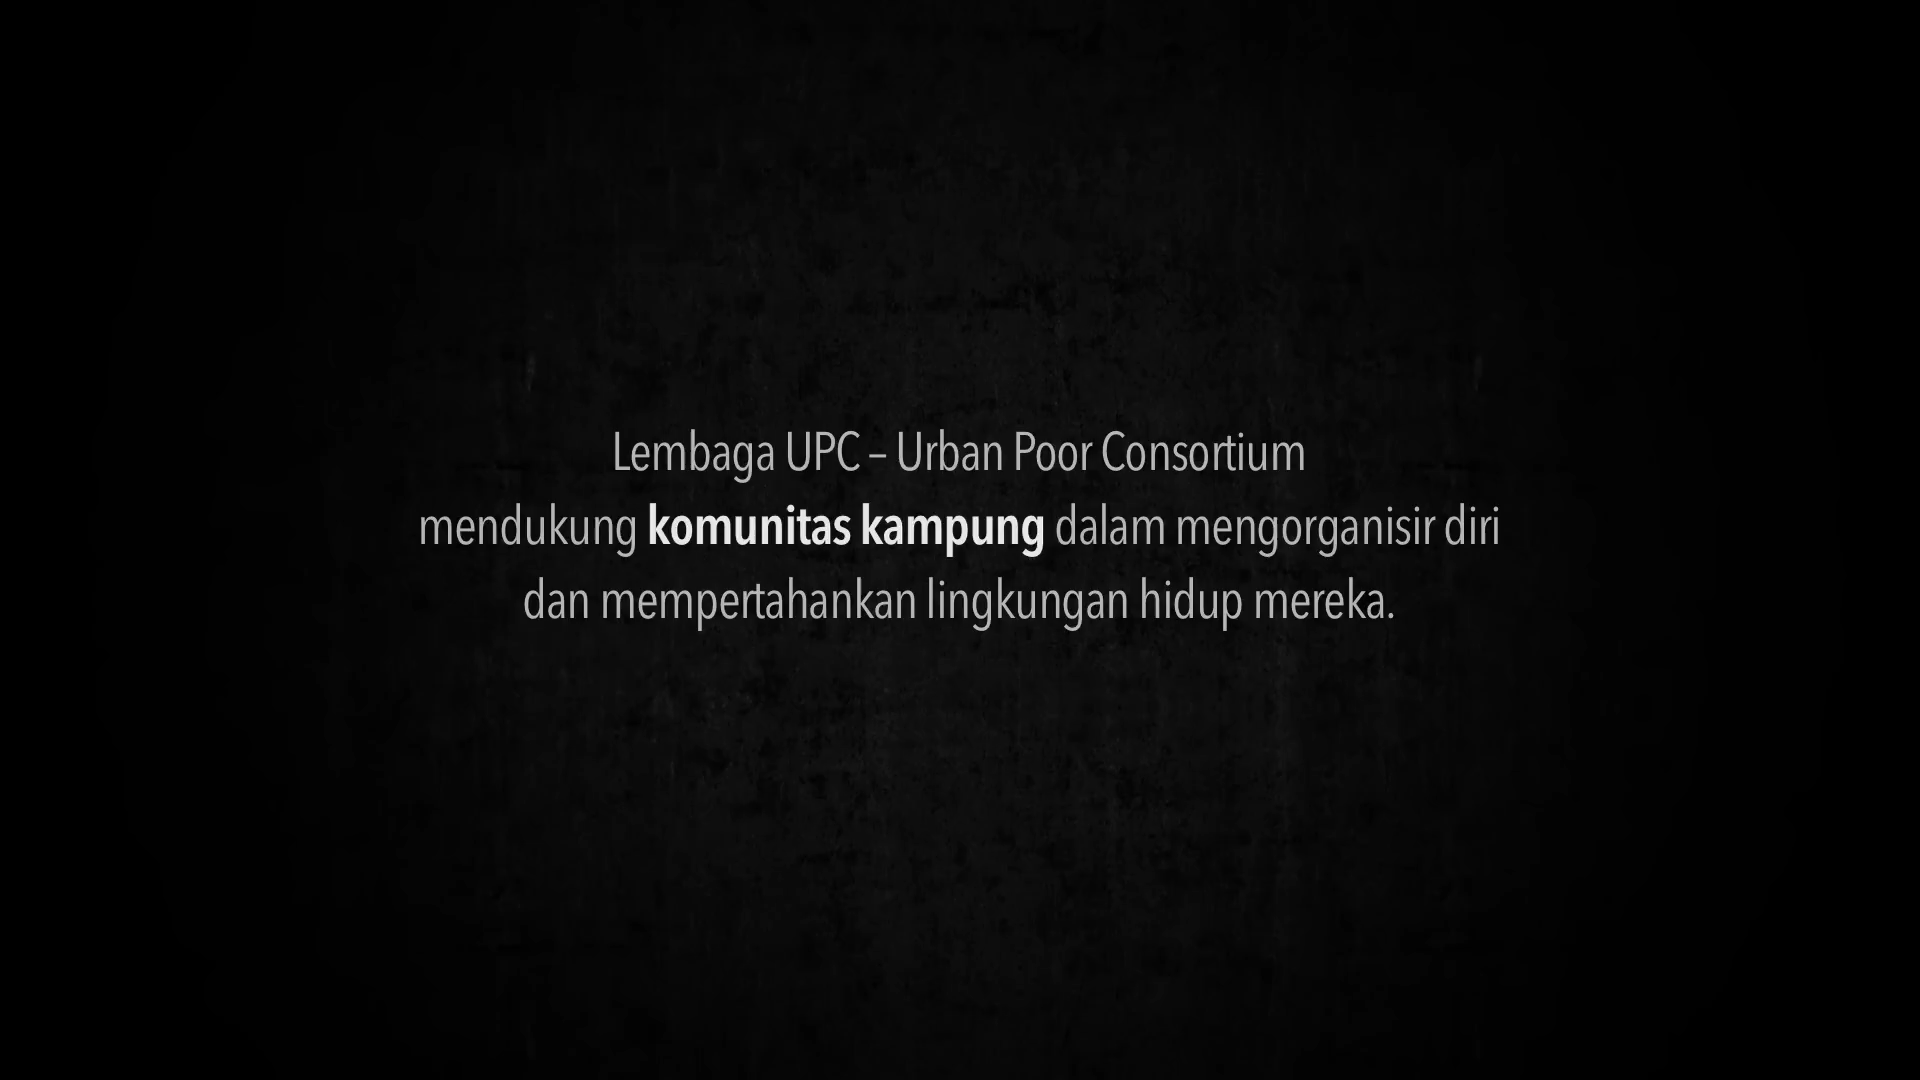 Lembaga UPC – Urban Poor Consortium
mendukung komunitas kampung dalam mengorganisir diri
dan mempertahankan lingkungan hidup mereka.